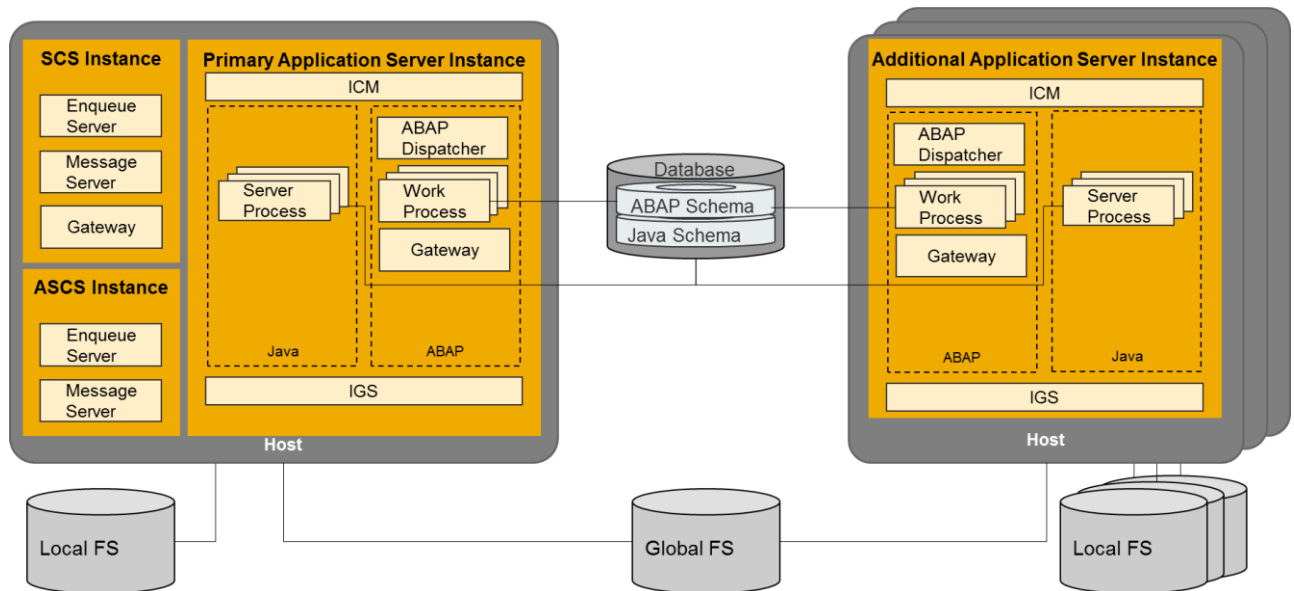 SCS Instance
Enqueue
Server
Message
Server
Gateway
ASCS Instance
Enqueue
Server
Message
Server
Primary Application Server Instance
ICM
Server
Process
Java
ABAP
Dispatcher
Work
Process
Gateway
ABAP
IGS
Host
Database
ABAP Schema
Java Schema
Additional Application Server Instance
ICM
ABAP
Dispatcher
Work
Process
Gateway
ABAP
Server
Process
Java
IGS
Host
Local FS
Global FS
Local FS